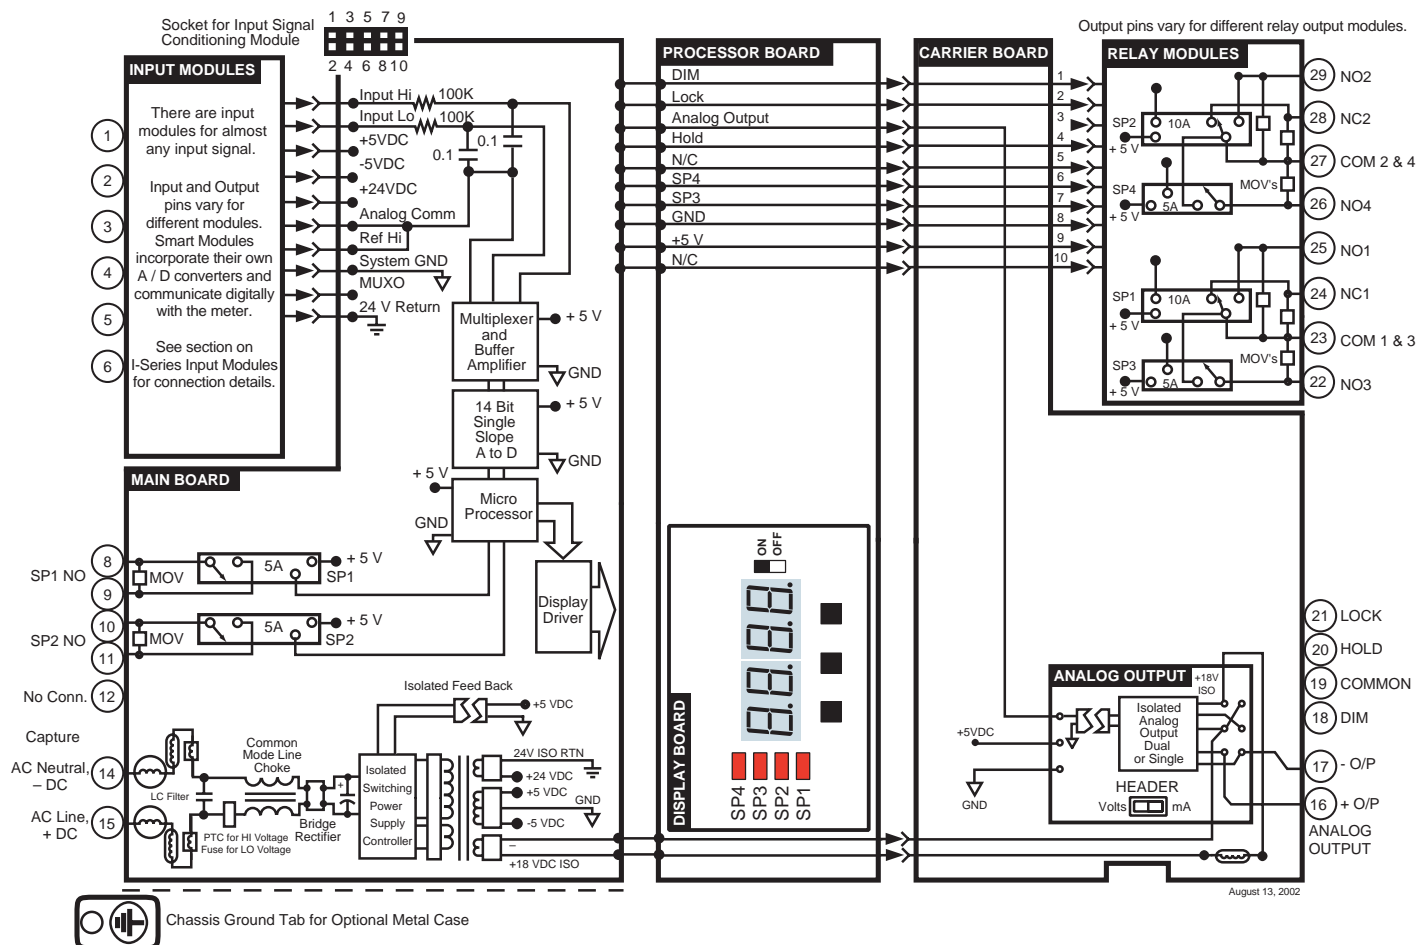 Socket for Input Signal
Conditioning Module
1 3 5 7 9
2 4 6 8 10
Output pins vary for different relay output modules.
INPUT MODULES
There are input
modules for almost
any input signal.
Input and Output
pins vary for
different modules.
Smart Modules
incorporate their own
A / D converters and
communicate digitally
with the meter.
See section on
I-Series Input Modules
for connection details.
1
2
3
4
5
6
Input Hi
100K
Input Lo
100K
+5VDC
-5VDC
0.1
0.1
+24VDC
Analog Comm
Ref Hi
System GND
MUXO
24 V Return
Multiplexer
and
Buffer
Amplifier
+ 5 V
GND
14 Bit
Single
Slope
A to D
+ 5 V
GND
+ 5 V
Micro
Processor
GND
Display
Driver
MAIN BOARD
SP1 NO
8
9
MOV
5A
+ 5 V
SP1
SP2 NO
10
11
MOV
5A
+ 5 V
SP2
No Conn.
12
Capture
AC Neutral,
– DC
14
AC Line,
+ DC
15
LC Filter
Common
Mode Line
Choke
PTC for HI Voltage
Fuse for LO Voltage
Bridge
Rectifier
+
Isolated Feed Back
+5 VDC
Isolated
Switching
Power
Supply
Controller
24V ISO RTN
+24 VDC
+5 VDC
GND
-5 VDC
–
+18 VDC ISO
Chassis Ground Tab for Optional Metal Case
PROCESSOR BOARD
DIM
Lock
Analog Output
Hold
N/C
SP4
SP3
GND
+5 V
N/C
DISPLAY BOARD
ON
OFF
SP4
SP3
SP2
SP1
CARRIER BOARD
1
2
3
4
5
6
7
8
9
10
RELAY MODULES
SP2
10A
+ 5 V
SP4
5A
+ 5 V
MOV's
SP1
10A
+ 5 V
SP3
5A
+ 5 V
MOV's
29 NO2
28 NC2
27 COM 2 & 4
26 NO4
25 NO1
24 NC1
23 COM 1 & 3
22 NO3
21 LOCK
20 HOLD
19 COMMON
18 DIM
17 - O/P
16 + O/P
ANALOG
OUTPUT
ANALOG OUTPUT
+18V
ISO
Isolated
Analog
Output
Dual
or Single
HEADER
Volts
mA
+5VDC
GND
August 13, 2002